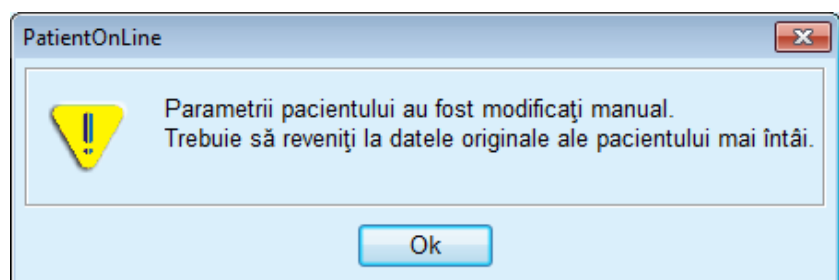 PatientOnLine
Parametrii pacientului au fost modificaţi manual.
Trebuie să reveniţi la datele originale ale pacientului mai întâi.
Ok